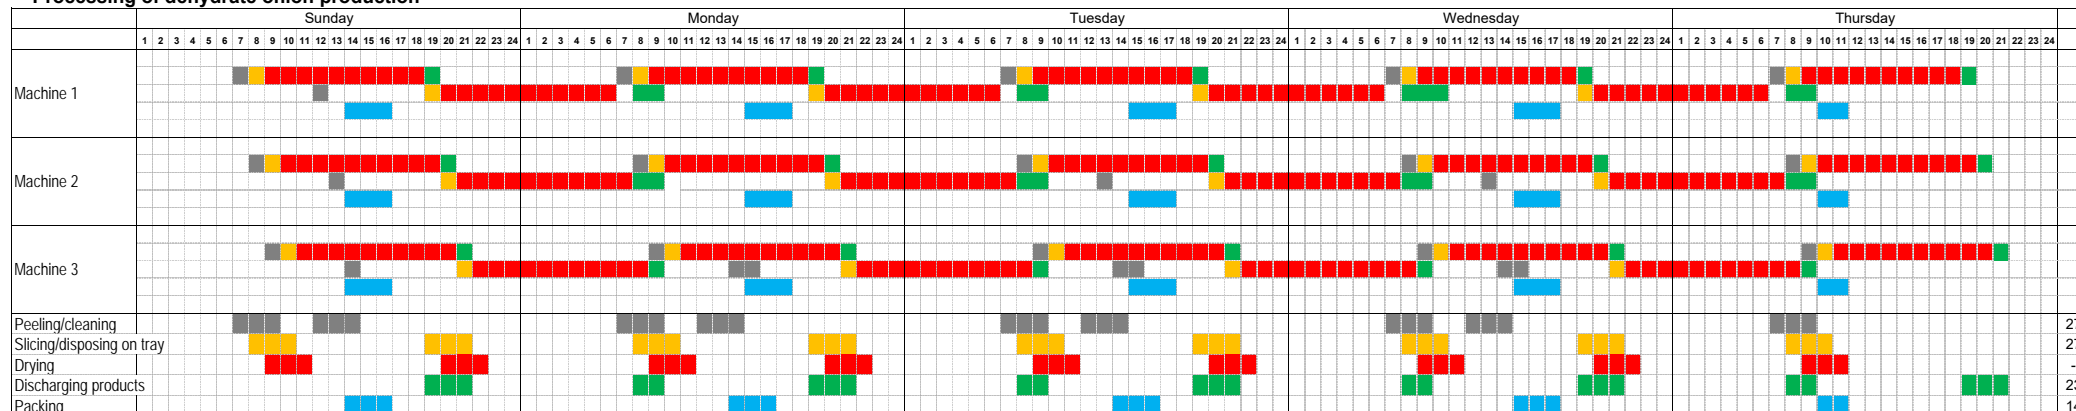 Processing of dehydrate onion production
Sunday Monday Tuesday Wednesday Thursday
1 2 3 4 5 6 7 8 9 10 11 12 13 14 15 16 17 18 19 20 21 22 23 24 1 2 3 4 5 6 7 8 9 10 11 12 13 14 15 16 17 18 19 20 21 22 23 24 1 2 3 4 5 6 7 8 9 10 11 12 13 14 15 16 17 18 19 20 21 22 23 24 1 2 3 4 5 6 7 8 9 10 11 12 13 14 15 16 17 18 19 20 21 22 23 24 1 2 3 4 5 6 7 8 9 10 11 12 13 14 15 16 17 18 19 20 21 22 23 24
Machine 1
Machine 2
Machine 3
Peeling/cleaning 27
Slicing/disposing on tray 27
Drying -
Discharging products 23
Packing 14